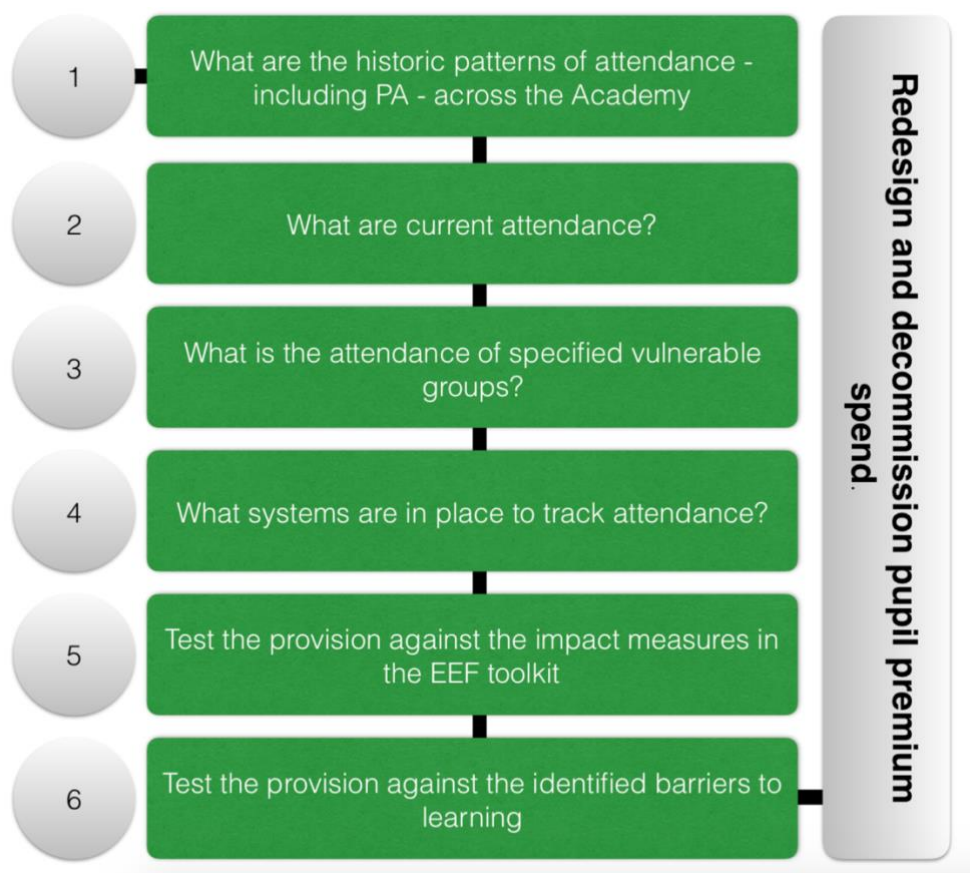 1
What are the historic patterns of attendance -
including PA - across the Academy
2
What are current attendance?
3
What is the attendance of specified vulnerable
groups?
4
What systems are in place to track attendance?
5
Test the provision against the impact measures in
the EEF toolkit
6
Test the provision against the identified barriers to
learning
Redesign and decommission pupil premium
spend.